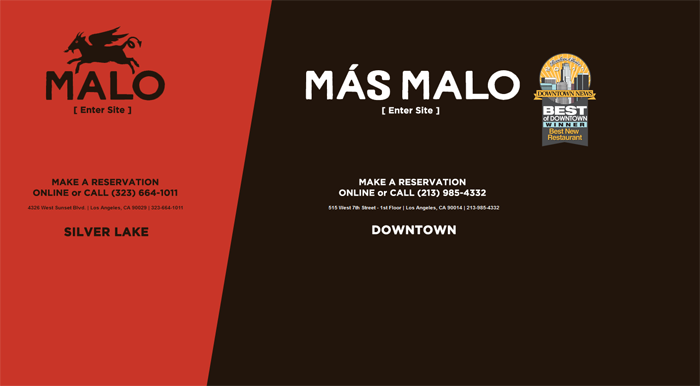 MALO
[ Enter Site ]
MAKE A RESERVATION
ONLINE or CALL (323) 664-1011
4326 West Sunset Blvd. | Los Angeles, CA 90029 | 323-664-1011
SILVER LAKE
MÁS MALO
[ Enter Site ]
DOWNTOWN NEWS
BEST
of DOWNTOWN
WINNER
Best New
Restaurant
MAKE A RESERVATION
ONLINE or CALL (213) 985-4332
515 West 7th Street - 1st Floor | Los Angeles, CA 90014 | 213-985-4332
DOWNTOWN